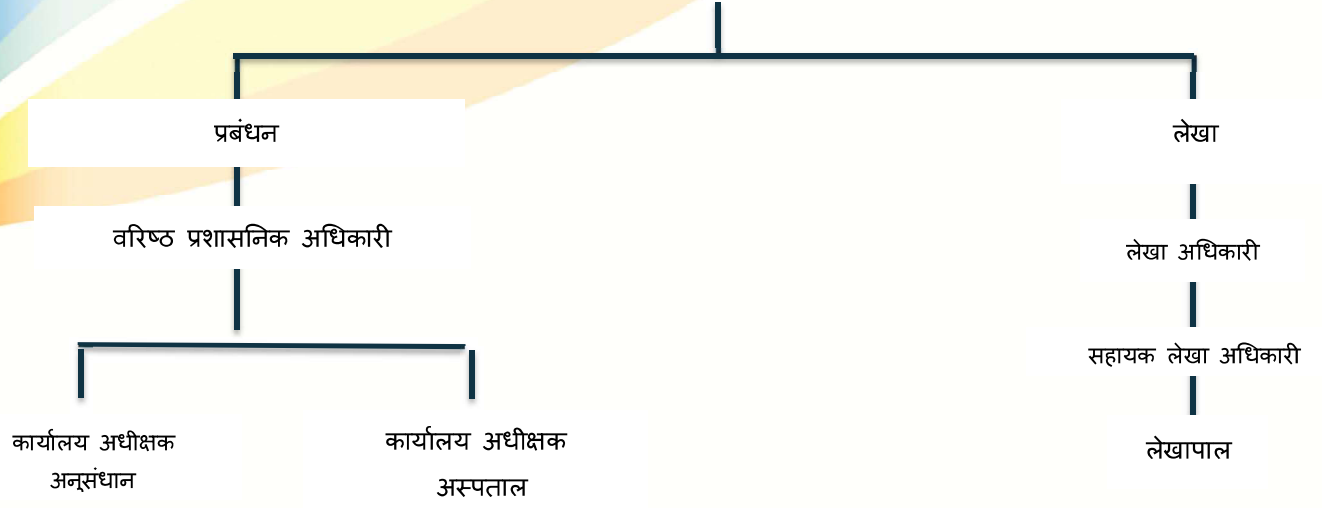 प्रबंधन
लेखा
वरिष्ठ प्रशासनिक अधिकारी
लेखा अधिकारी
सहायक लेखा अधिकारी
कार्यालय अधीक्षक
अनुसंधान
कार्यालय अधीक्षक
अस्पताल
लेखापाल